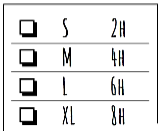 ❏ S 2H
❏ M 4H
❏ L 6H
❏ XL 8H